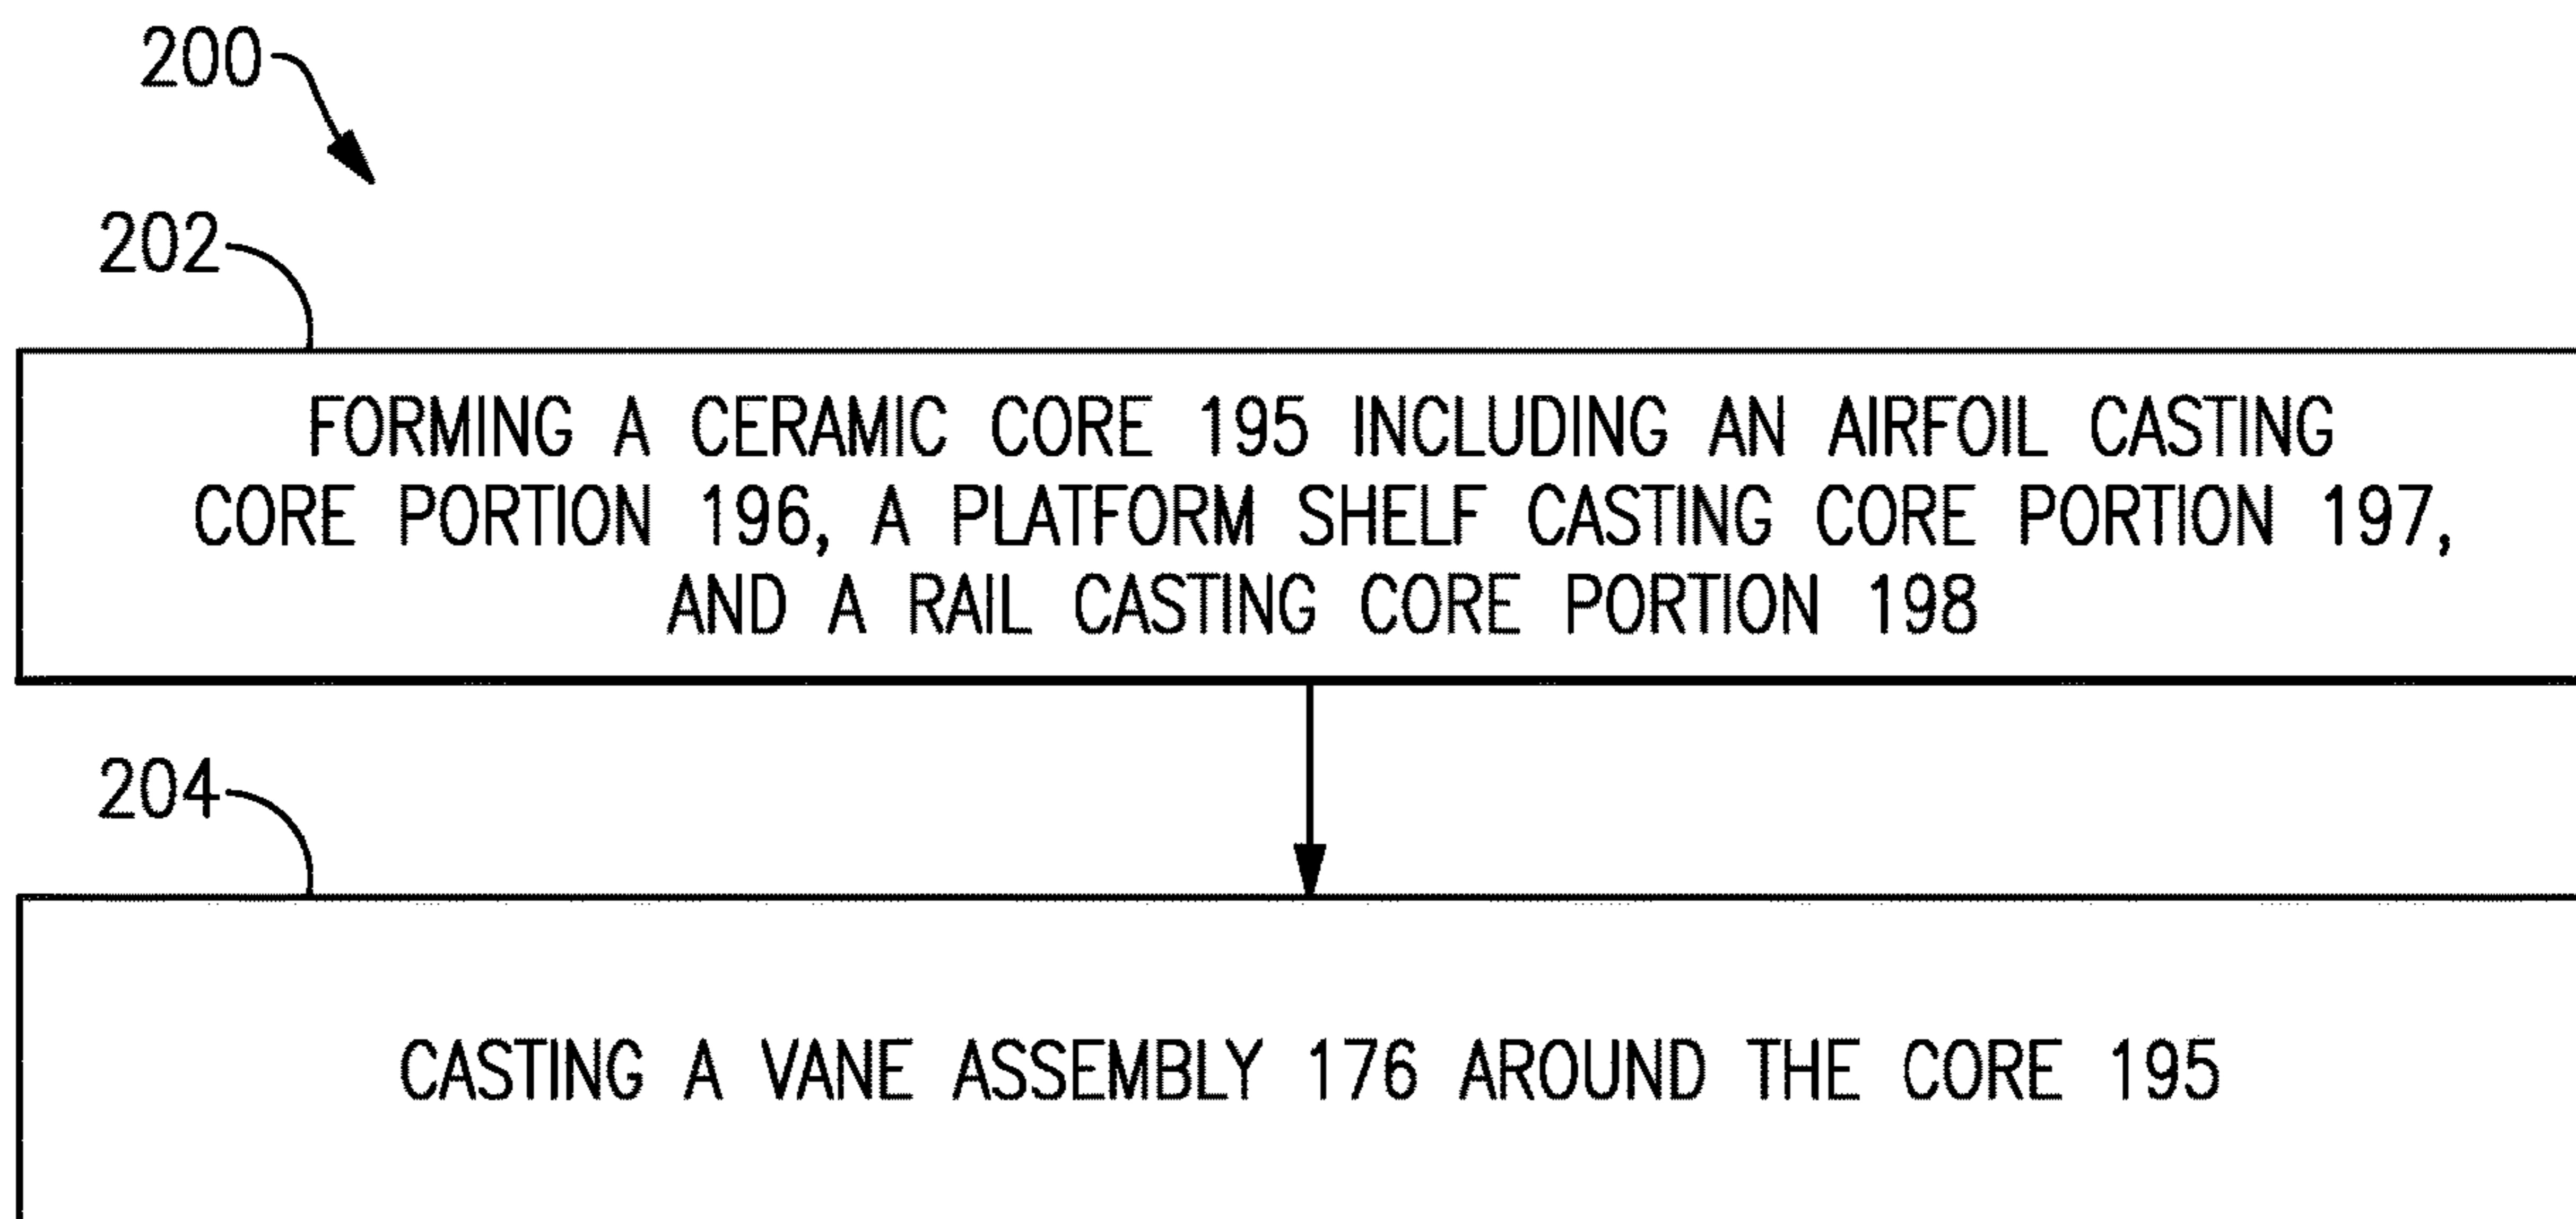 200
202
FORMING A CERAMIC CORE 195 INCLUDING AN AIRFOIL CASTING
CORE PORTION 196, A PLATFORM SHELF CASTING CORE PORTION 197,
AND A RAIL CASTING CORE PORTION 198
204
CASTING A VANE ASSEMBLY 176 AROUND THE CORE 195